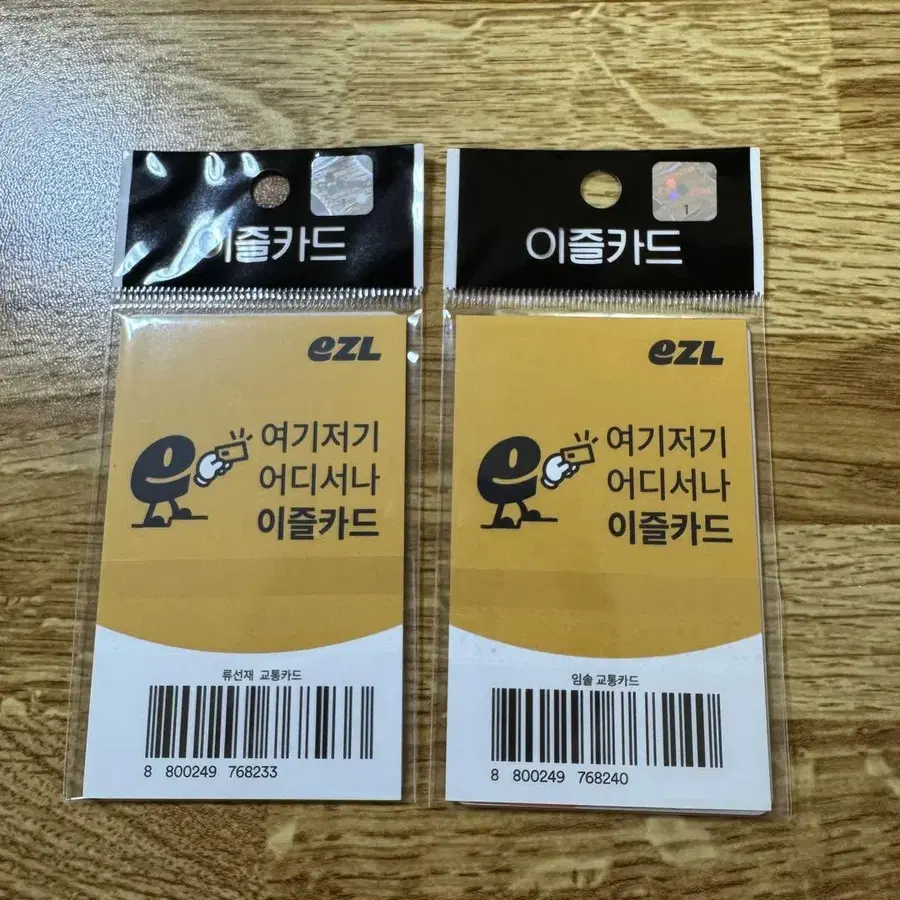 이즐카드
ezL
여기저기
어디서나
이즐카드
류선재 교통카드
8 800249 768233
1
이즐카드
ezL
여기저기
어디서나
이즐카드
임솔 교통카드
8 800249 768240